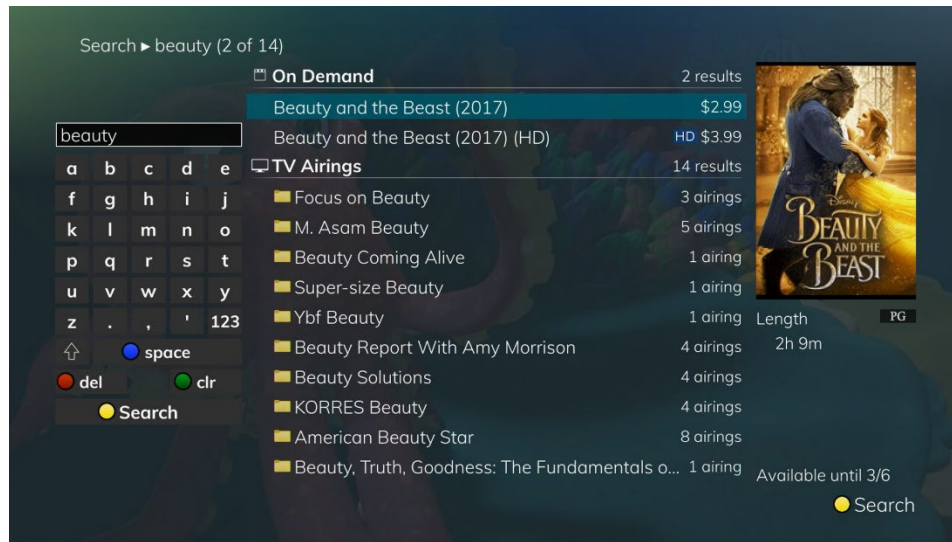 Search ▸ beauty (2 of 14)
On Demand 2 results
Beauty and the Beast (2017) $2.99
Beauty and the Beast (2017) (HD) HD $3.99
TV Airings 14 results
Focus on Beauty 3 airings
M. Asam Beauty 5 airings
Beauty Coming Alive 1 airing
Super-size Beauty 1 airing
Ybf Beauty 1 airing
Beauty Report With Amy Morrison 4 airings
Beauty Solutions 4 airings
KORRES Beauty 4 airings
American Beauty Star 8 airings
Beauty, Truth, Goodness: The Fundamentals o... 1 airing
beauty
a b c d e
f g h i j
k l m n o
p q r s t
u v w x y
z . , ' 123
space
del clr
Search
Disney
BEAUTY
AND THE
BEAST
Length PG
2h 9m
Available until 3/6
Search